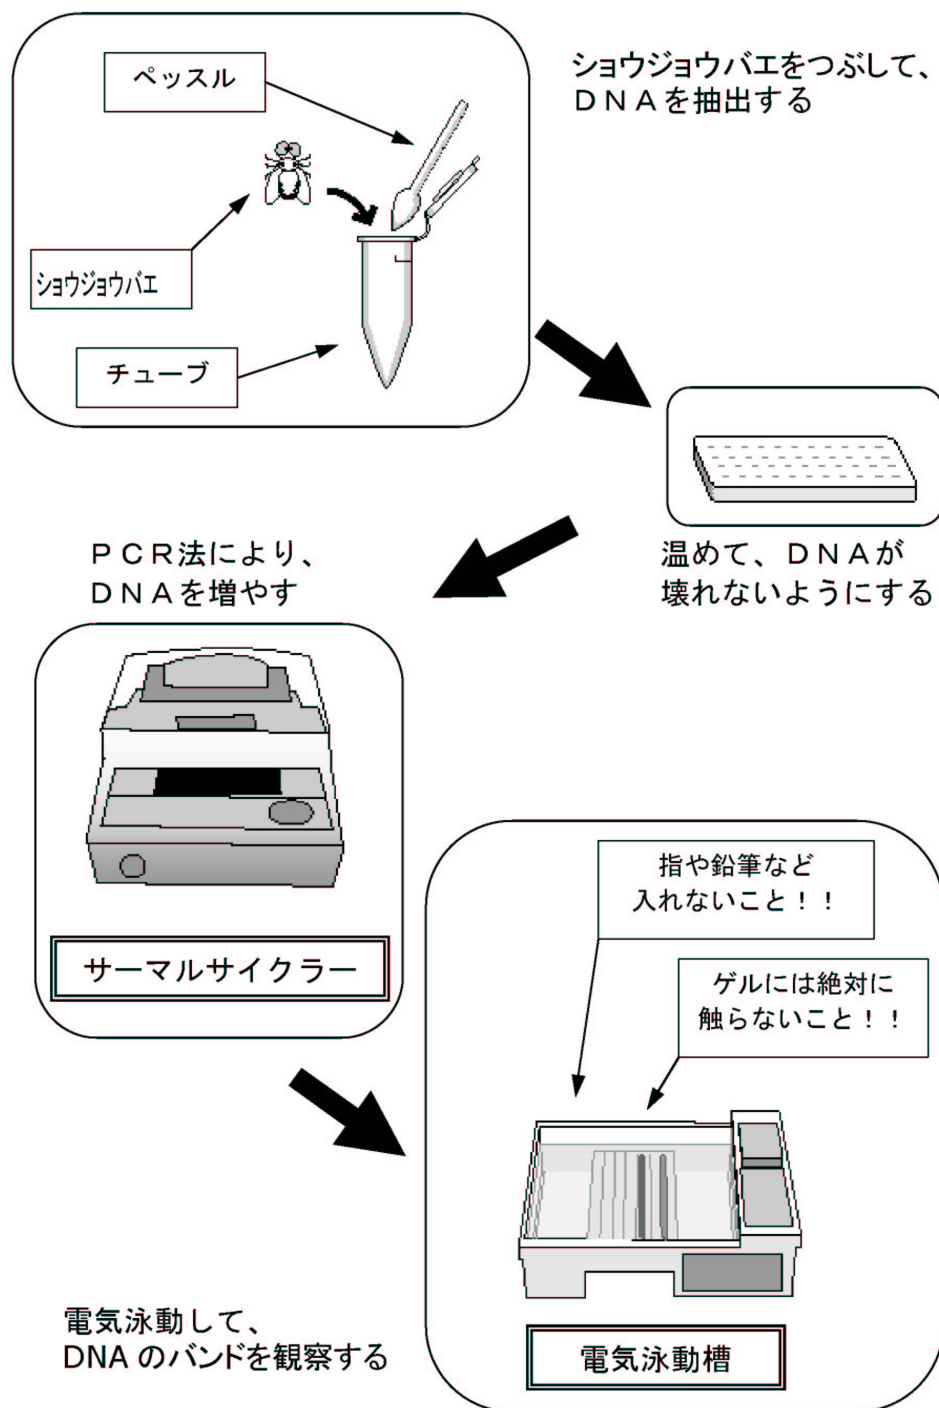 ショウジョウバエをつぶして、
ＤＮＡを抽出する
ペッスル
ショウジョウバエ
チューブ
温めて、ＤＮＡが
壊れないようにする
ＰＣＲ法により、
ＤＮＡを増やす
サーマルサイクラー
指や鉛筆など
入れないこと！！
ゲルには絶対に
触らないこと！！
電気泳動槽
電気泳動して、
DNA のバンドを観察する